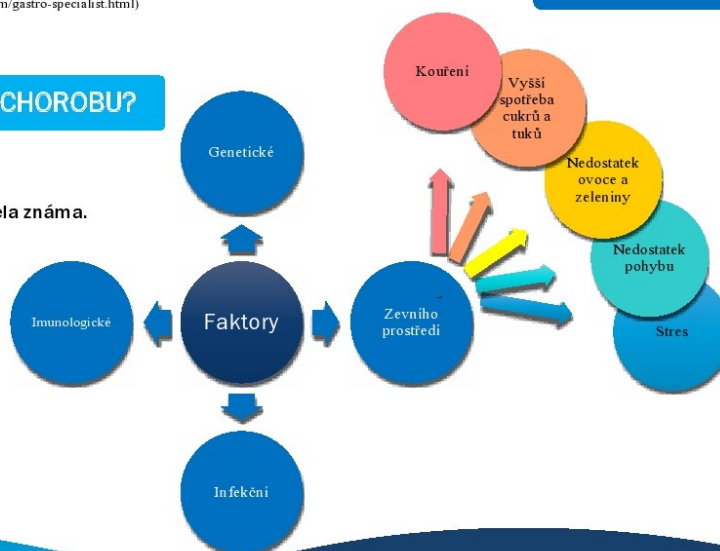 m/gastro-specialist.html)
CHOROBU?
ela známa.
Genetické
Imunologické
Faktory
Zevního
prostředí
Infekční
Kouření
Vyšší
spotřeba
cukrů a
tuků
Nedostatek
ovoce a
zeleniny
Nedostatek
pohybu
Stres